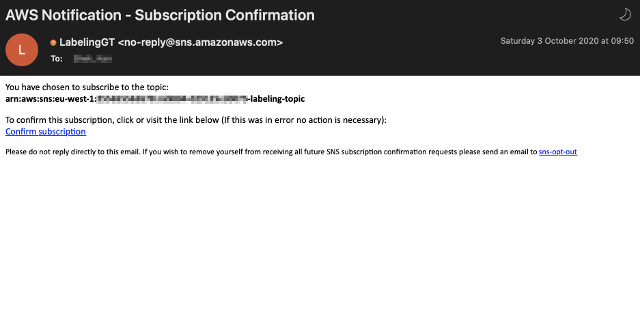 AWS Notification - Subscription Confirmation
L
LabelingGT <no-reply@sns.amazonaws.com>
Saturday 3 October 2020 at 09:50
To:
You have chosen to subscribe to the topic:
arn:aws:sns:eu-west-1: -labeling-topic
To confirm this subscription, click or visit the link below (If this was in error no action is necessary):
Confirm subscription
Please do not reply directly to this email. If you wish to remove yourself from receiving all future SNS subscription confirmation requests please send an email to sns-opt-out